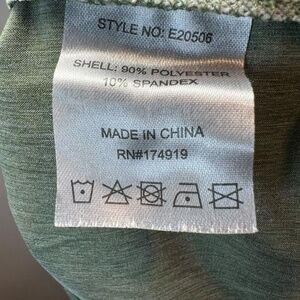 STYLE NO: E20506
SHELL: 90% POLYESTER
10% SPANDEX
MADE IN CHINA
RN#174919